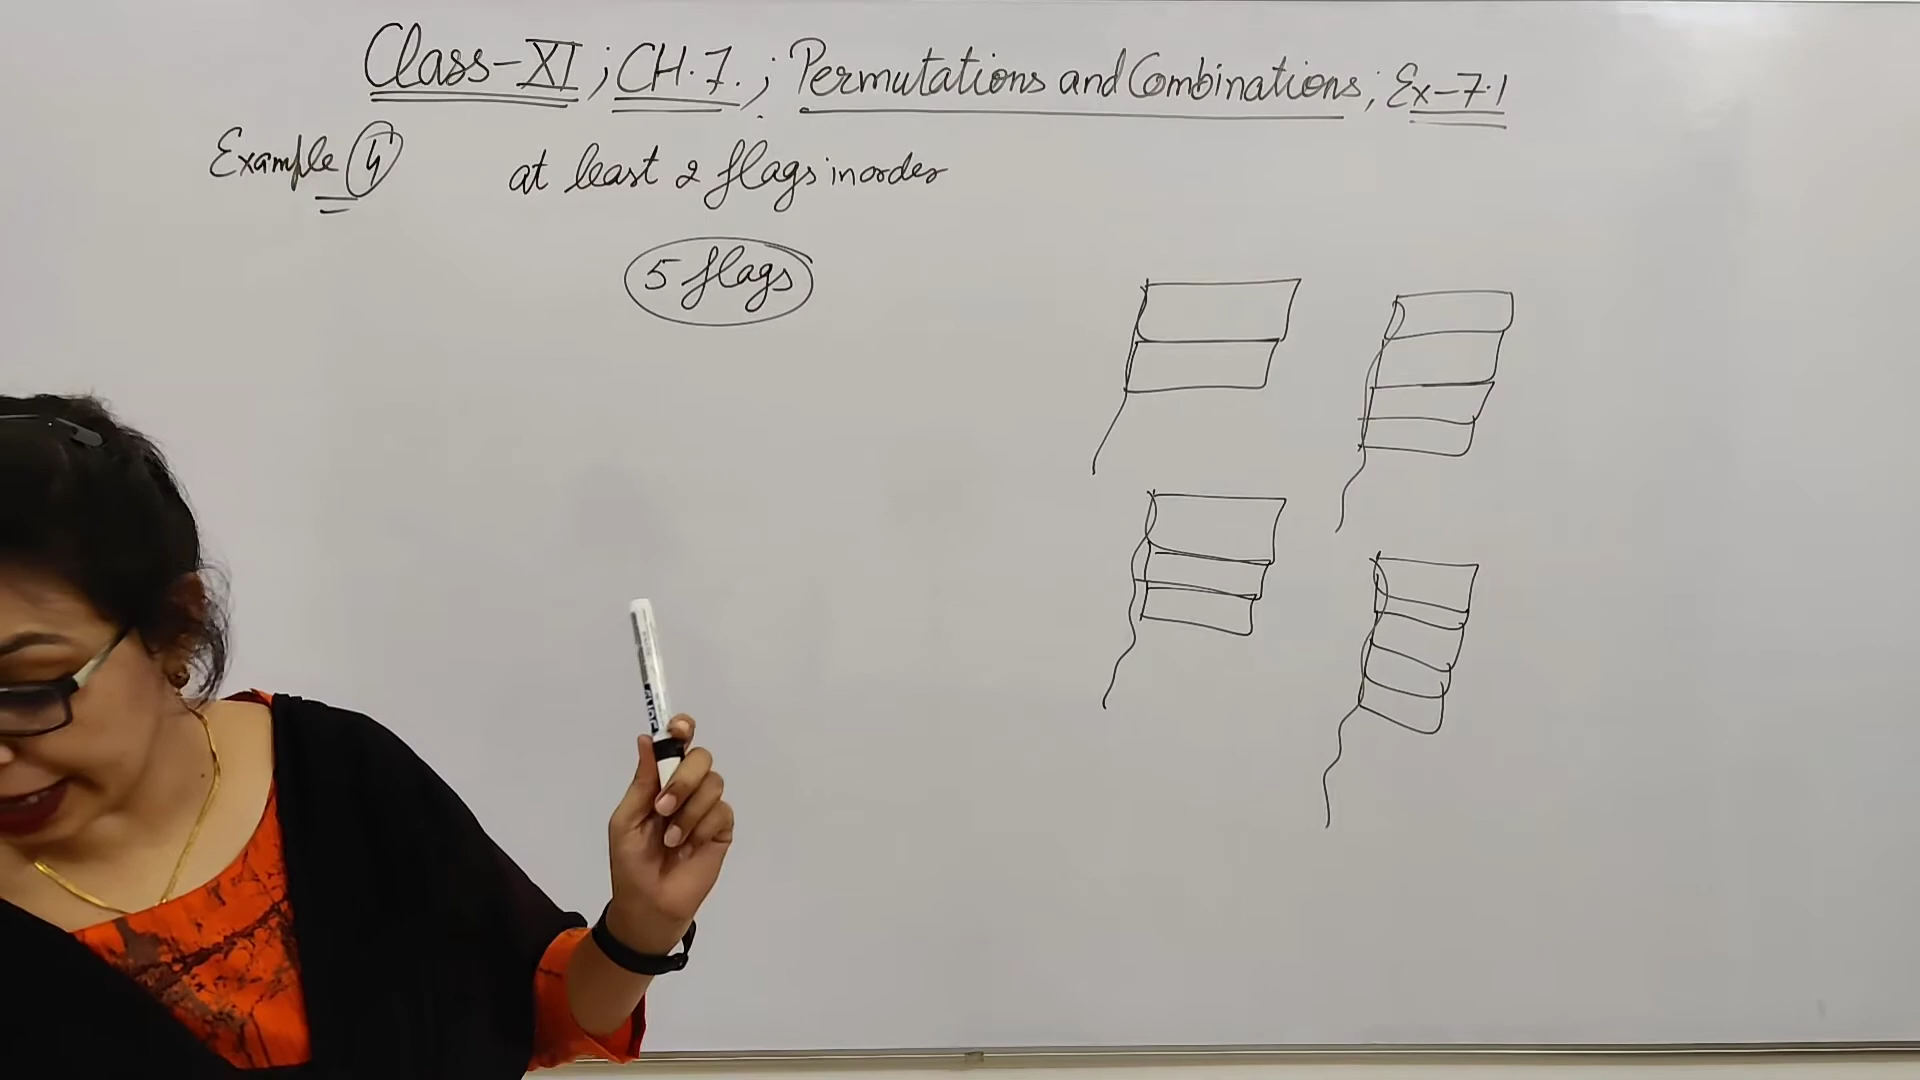 Class-XI ; CH.7. ; Permutations and Combinations ; Ex-7.1
Example 4 at least 2 flags in order
5 flags